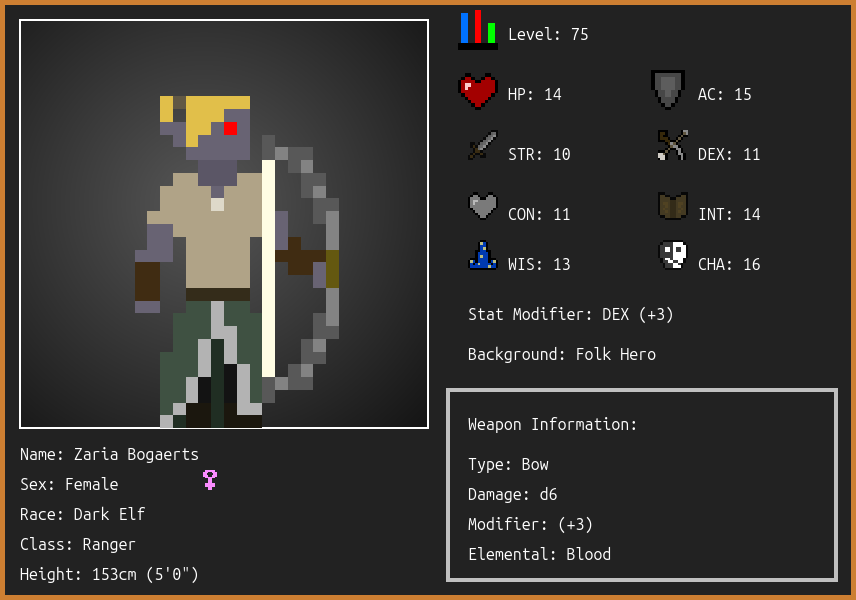 Level: 75
HP: 14
AC: 15
STR: 10
DEX: 11
CON: 11
INT: 14
WIS: 13
CHA: 16
Stat Modifier: DEX (+3)
Background: Folk Hero
Weapon Information:
Type: Bow
Damage: d6
Modifier: (+3)
Elemental: Blood
Name: Zaria Bogaerts
Sex: Female
Race: Dark Elf
Class: Ranger
Height: 153cm (5'0")